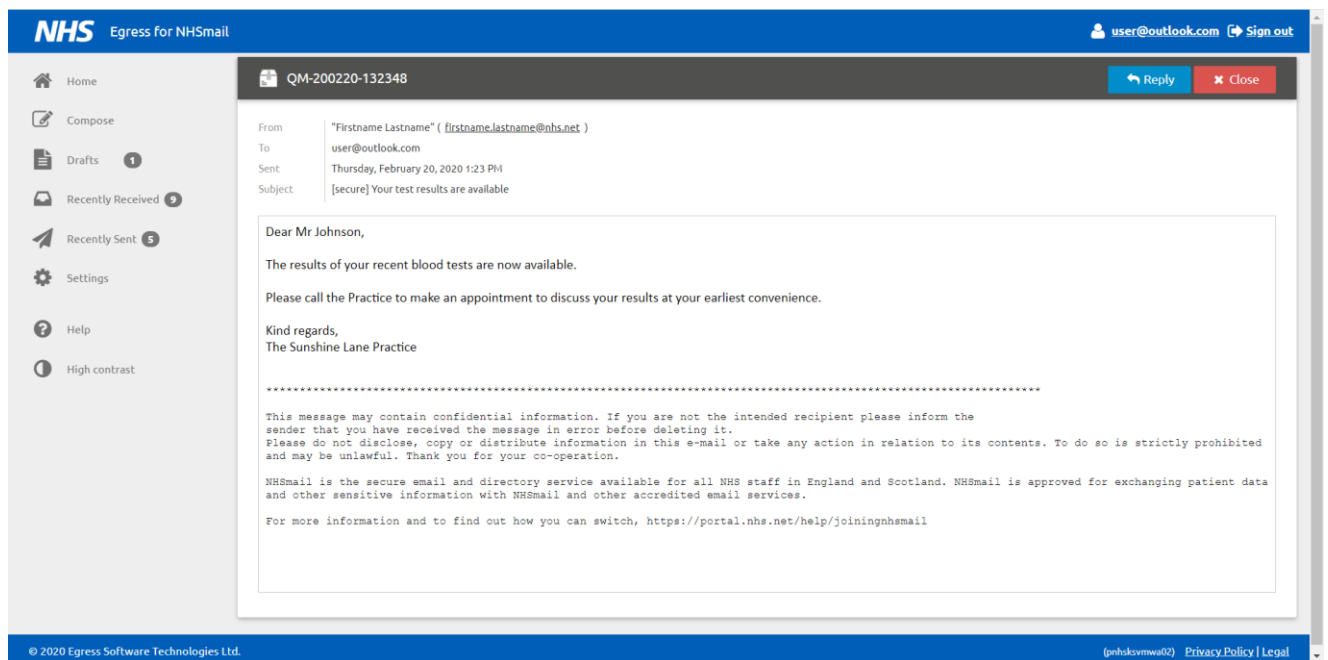 NHS Egress for NHSmail
user@outlook.com Sign out
Home
Compose
Drafts 1
Recently Received 9
Recently Sent 5
Settings
Help
High contrast
QM-200220-132348
Reply
Close
From "Firstname Lastname" ( firstname.lastname@nhs.net )
To user@outlook.com
Sent Thursday, February 20, 2020 1:23 PM
Subject [secure] Your test results are available
Dear Mr Johnson,
The results of your recent blood tests are now available.
Please call the Practice to make an appointment to discuss your results at your earliest convenience.
Kind regards,
The Sunshine Lane Practice
********************************************************************************************************************
This message may contain confidential information. If you are not the intended recipient please inform the
sender that you have received the message in error before deleting it.
Please do not disclose, copy or distribute information in this e-mail or take any action in relation to its contents. To do so is strictly prohibited
and may be unlawful. Thank you for your co-operation.
NHSmail is the secure email and directory service available for all NHS staff in England and Scotland. NHSmail is approved for exchanging patient data
and other sensitive information with NHSmail and other accredited email services.
For more information and to find out how you can switch, https://portal.nhs.net/help/joiningnhsmail
© 2020 Egress Software Technologies Ltd.
(pnhsksvmwa02) Privacy Policy | Legal